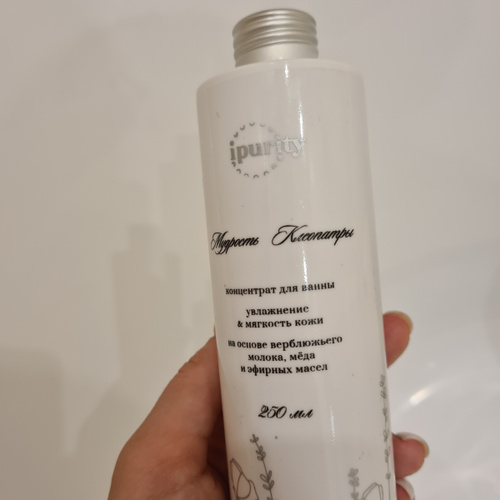 ipurity
Мудрость Клеопатры
концентрат для ванны
увлажнение
& мягкость кожи
на основе верблюжьего
молока, мёда
и эфирных масел
250 мл